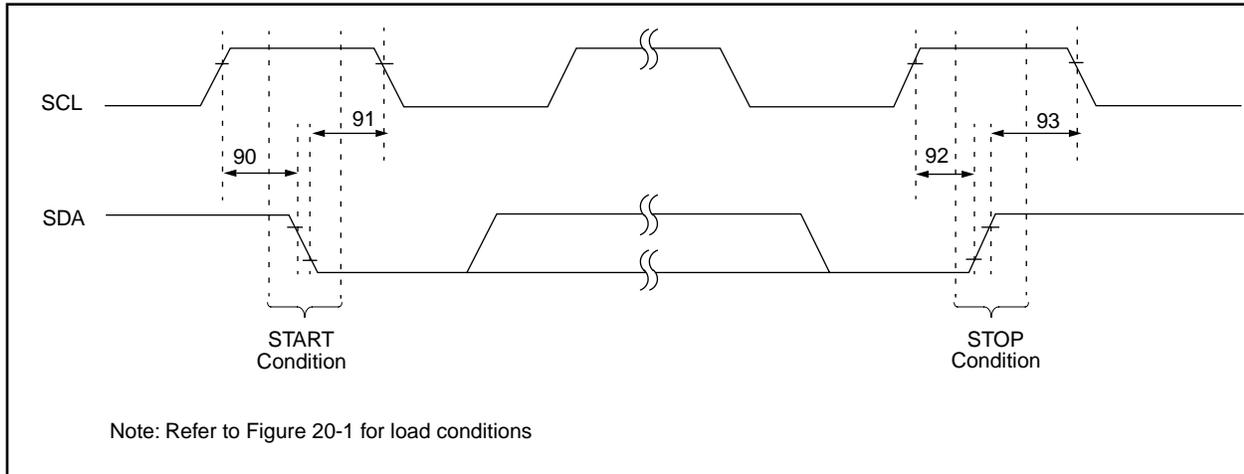 SCL
91
93
90
92
SDA
START
Condition
STOP
Condition
Note: Refer to Figure 20-1 for load conditions